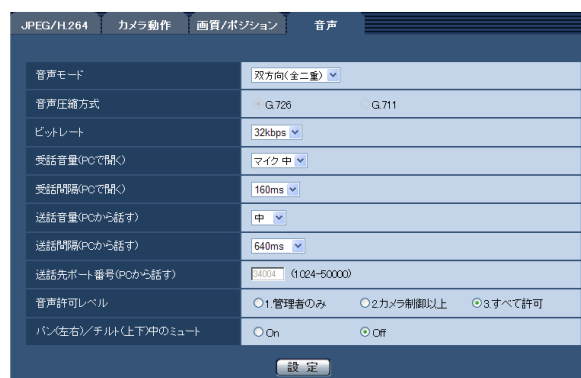 JPEG/H.264 カメラ動作 画質/ポジション 音声
音声モード 双方向(全二重)
音声圧縮方式 G.726 G.711
ビットレート 32kbps
受話音量(PCで聞く) マイク 中
受話間隔(PCで聞く) 160ms
送話音量(PCから話す) 中
送話間隔(PCから話す) 640ms
送話先ポート番号(PCから話す) 34004 (1024-50000)
音声許可レベル 1.管理者のみ 2.カメラ制御以上 3.すべて許可
パン(左右)/チルト(上下)中のミュート On Off
設定